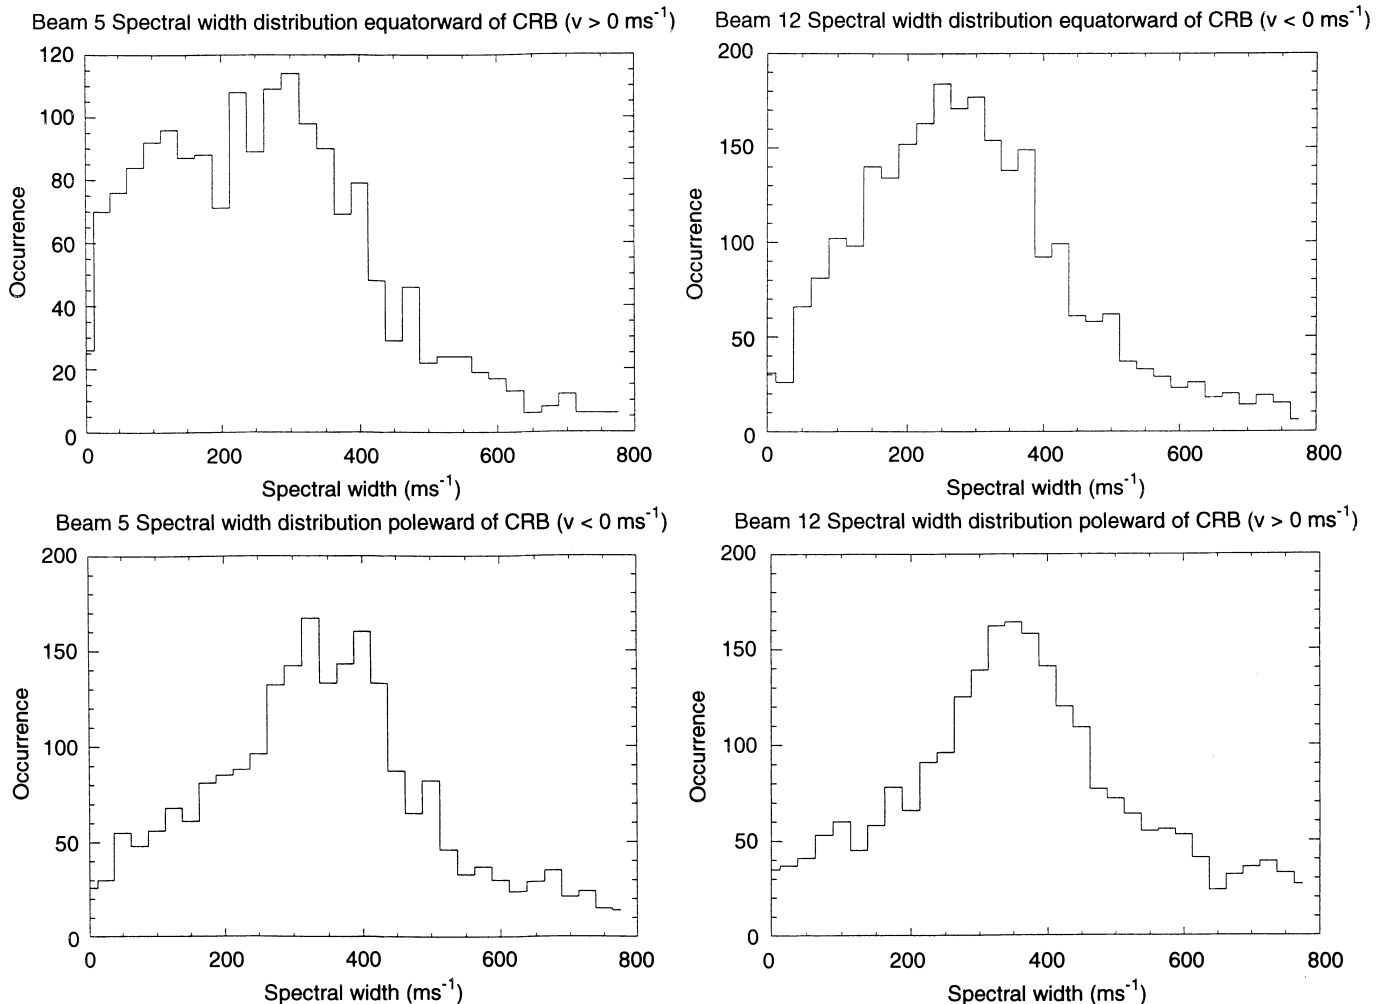 Beam 5 Spectral width distribution equatorward of CRB (v > 0 ms⁻¹)
120
100
80
60
40
20
0
Occurrence
0 200 400 600 800
Spectral width (ms⁻¹)
Beam 12 Spectral width distribution equatorward of CRB (v < 0 ms⁻¹)
200
150
100
50
0
Occurrence
0 200 400 600 800
Spectral width (ms⁻¹)
Beam 5 Spectral width distribution poleward of CRB (v < 0 ms⁻¹)
200
150
100
50
0
Occurrence
0 200 400 600 800
Spectral width (ms⁻¹)
Beam 12 Spectral width distribution poleward of CRB (v > 0 ms⁻¹)
200
150
100
50
0
Occurrence
0 200 400 600 800
Spectral width (ms⁻¹)